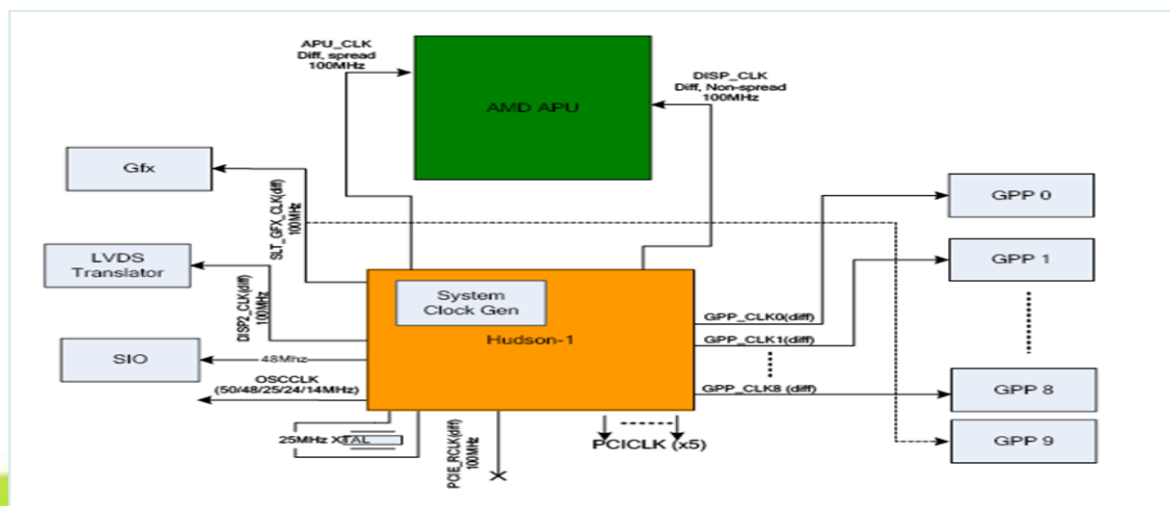 APU_CLK
Diff, spread
100MHz
AMD APU
DISP_CLK
Diff, Non-spread
100MHz
Gfx
SLT_GFX_CLK(diff)
100MHz
GPP 0
LVDS
Translator
DISP2_CLK(diff)
100MHz
GPP 1
System
Clock Gen
Hudson-1
GPP_CLK0(diff)
GPP_CLK1(diff)
SIO
48Mhz
OSCCLK
(50/48/25/24/14MHz)
GPP_CLK8 (diff)
GPP 8
25MHz XTAL
PCIE_RCLK(diff)
100MHz
PCICLK (x5)
GPP 9